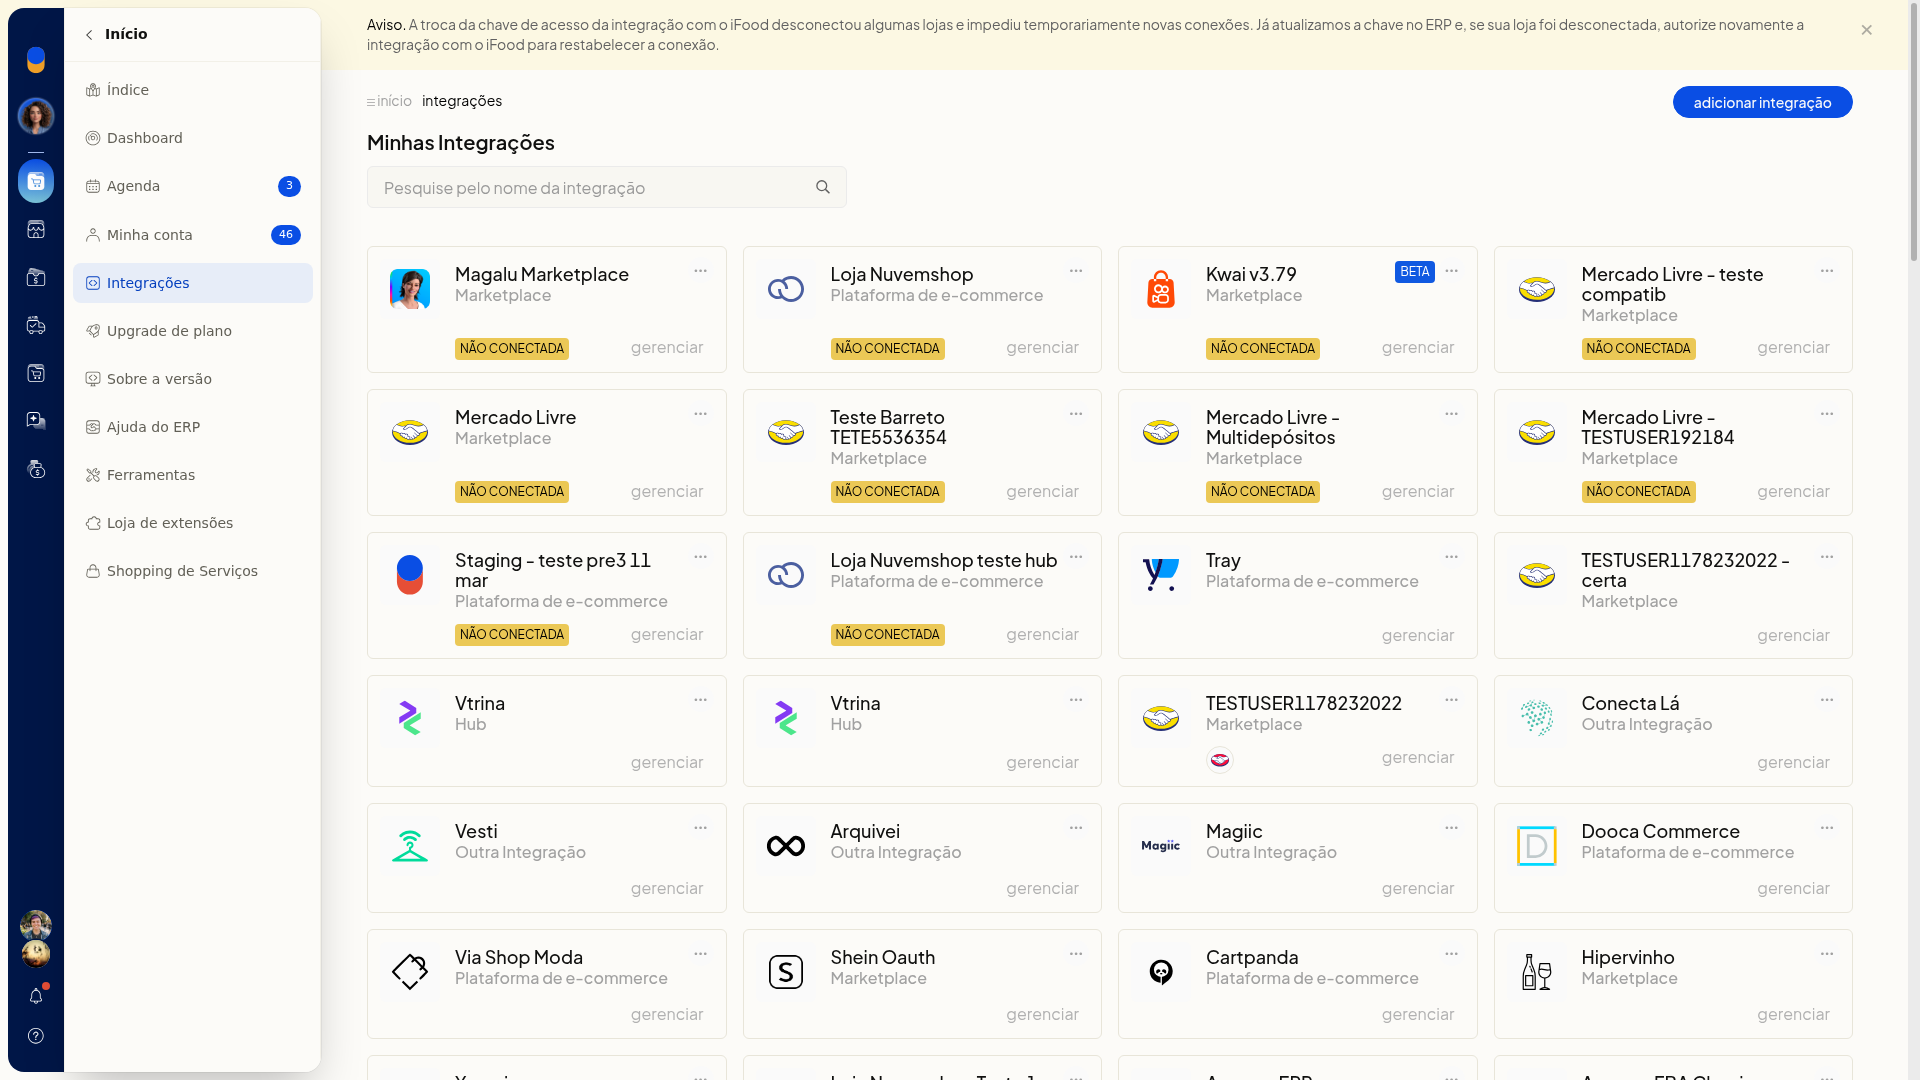 Início
Índice
Dashboard
Agenda
3
Minha conta
46
Integrações
Upgrade de plano
Sobre a versão
Ajuda do ERP
Ferramentas
Loja de extensões
Shopping de Serviços
Aviso. A troca da chave de acesso da integração com o iFood desconectou algumas lojas e impediu temporariamente novas conexões. Já atualizamos a chave no ERP e, se sua loja foi desconectada, autorize novamente a
integração com o iFood para restabelecer a conexão.
início integrações
adicionar integração
Minhas Integrações
Pesquise pelo nome da integração
Magalu Marketplace
Marketplace
NÃO CONECTADA
gerenciar
Loja Nuvemshop
Plataforma de e-commerce
NÃO CONECTADA
gerenciar
Kwai v3.79
BETA
Marketplace
NÃO CONECTADA
gerenciar
Mercado Livre - teste
compatib
Marketplace
NÃO CONECTADA
gerenciar
Mercado Livre
Marketplace
NÃO CONECTADA
gerenciar
Teste Barreto
TETE5536354
Marketplace
NÃO CONECTADA
gerenciar
Mercado Livre -
Multidepósitos
Marketplace
NÃO CONECTADA
gerenciar
Mercado Livre -
TESTUSER192184
Marketplace
NÃO CONECTADA
gerenciar
Staging - teste pre3 11
mar
Plataforma de e-commerce
NÃO CONECTADA
gerenciar
Loja Nuvemshop teste hub
Plataforma de e-commerce
NÃO CONECTADA
gerenciar
Tray
Plataforma de e-commerce
gerenciar
TESTUSER1178232022 -
certa
Marketplace
gerenciar
Vtrina
Hub
gerenciar
Vtrina
Hub
gerenciar
TESTUSER1178232022
Marketplace
gerenciar
Conecta Lá
Outra Integração
gerenciar
Vesti
Outra Integração
gerenciar
Arquivei
Outra Integração
gerenciar
Magiic
Magiic
Outra Integração
gerenciar
D
Dooca Commerce
Plataforma de e-commerce
gerenciar
Via Shop Moda
Plataforma de e-commerce
gerenciar
S
Shein Oauth
Marketplace
gerenciar
Cartpanda
Plataforma de e-commerce
gerenciar
Hipervinho
Marketplace
gerenciar